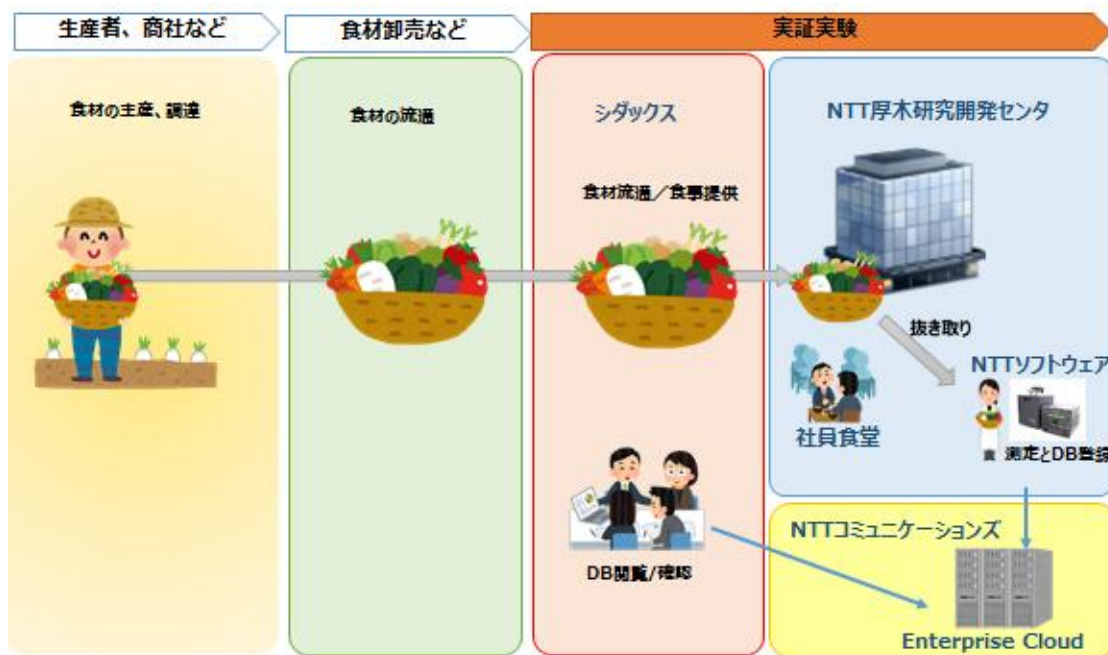 生産者、商社など
食材卸売など
実証実験
食材の主産、調達
食材の流通
シダックス
NTT厚木研究開発センタ
食材流通／食事提供
抜き取り
NTTソフトウェア
社員食堂
測定とDB登録
NTTコミュニケーションズ
DB閲覧/確認
Enterprise Cloud